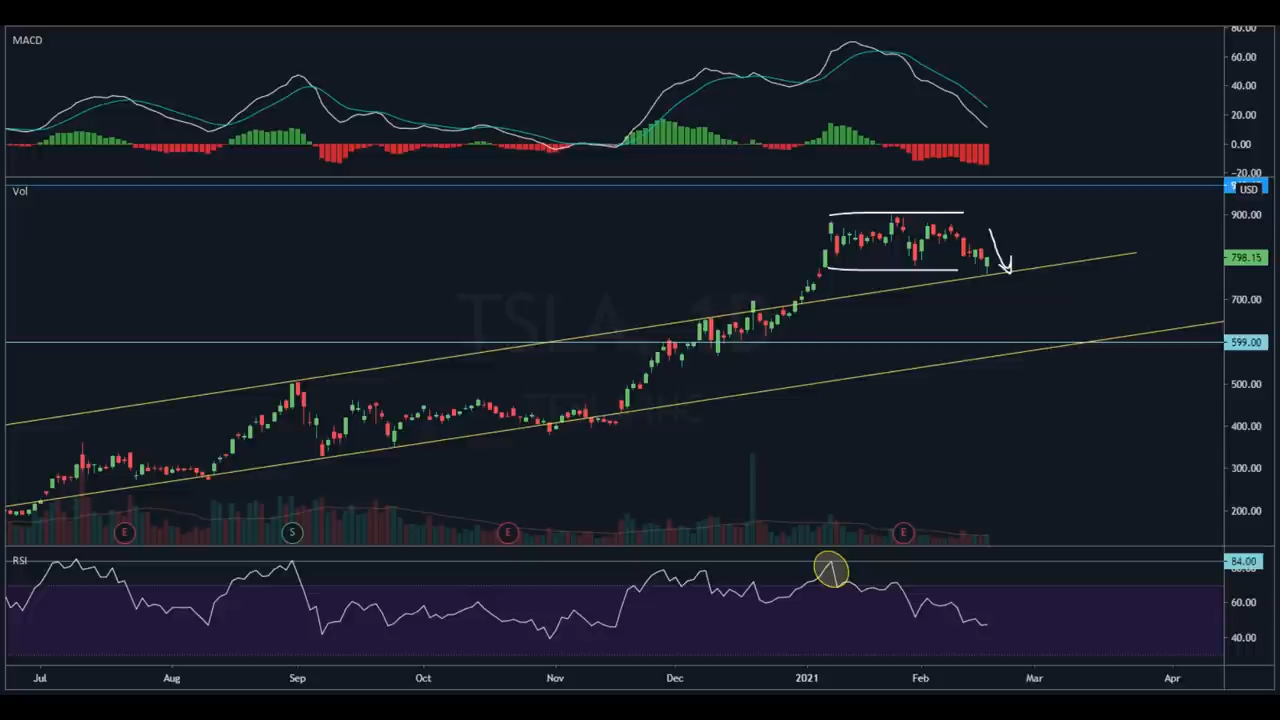 MACD
80.00
60.00
40.00
20.00
0.00
-20.00
Vol
USD
900.00
798.15
700.00
599.00
500.00
400.00
300.00
200.00
TSLA, 1D
E
S
E
E
RSI
84.00
60.00
40.00
Jul
Aug
Sep
Oct
Nov
Dec
2021
Feb
Mar
Apr